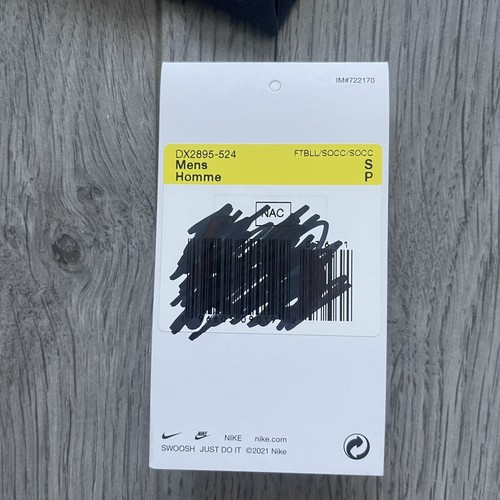 IM#722170
DX2895-524 FTBLL/SOCC/SOCC
Mens S
Homme P
NAC
NIKE NIKE nike.com
SWOOSH JUST DO IT ©2021 Nike